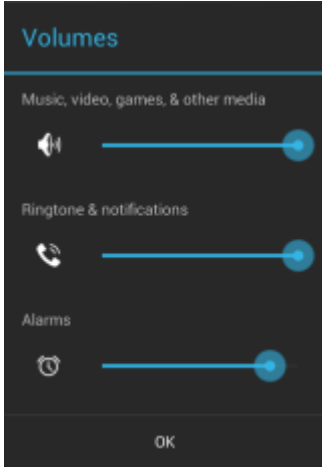 Volumes
Music, video, games, & other media
Ringtone & notifications
Alarms
OK